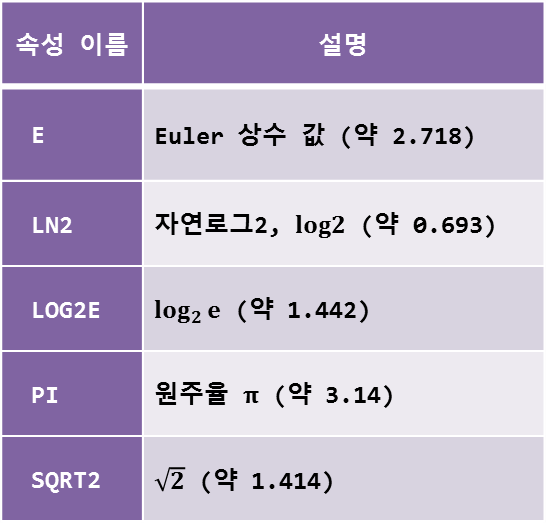 속성 이름 설명
E Euler 상수 값 (약 2.718)
LN2 자연로그2, log2 (약 0.693)
LOG2E log₂ e (약 1.442)
PI 원주율 π (약 3.14)
SQRT2 √2 (약 1.414)